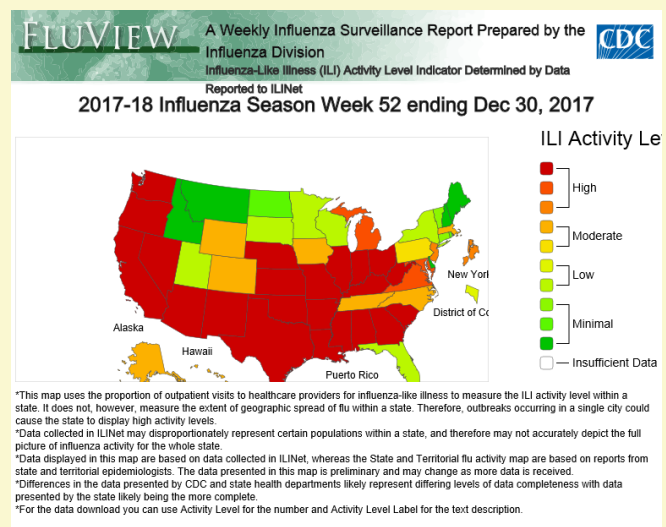 FLUVIEW
A Weekly Influenza Surveillance Report Prepared by the
Influenza Division
Influenza-Like Illness (ILI) Activity Level Indicator Determined by Data
Reported to ILINet
CDC
2017-18 Influenza Season Week 52 ending Dec 30, 2017
ILI Activity Le
High
Moderate
Low
Minimal
Insufficient Data
New York
District of Co
Alaska
Hawaii
Puerto Rico
*This map uses the proportion of outpatient visits to healthcare providers for influenza-like illness to measure the ILI activity level within a
state. It does not, however, measure the extent of geographic spread of flu within a state. Therefore, outbreaks occurring in a single city could
cause the state to display high activity levels.
*Data collected in ILINet may disproportionately represent certain populations within a state, and therefore may not accurately depict the full
picture of influenza activity for the whole state.
*Data displayed in this map are based on data collected in ILINet, whereas the State and Territorial flu activity map are based on reports from
state and territorial epidemiologists. The data presented in this map is preliminary and may change as more data is received.
*Differences in the data presented by CDC and state health departments likely represent differing levels of data completeness with data
presented by the state likely being the more complete.
*For the data download you can use Activity Level for the number and Activity Level Label for the text description.